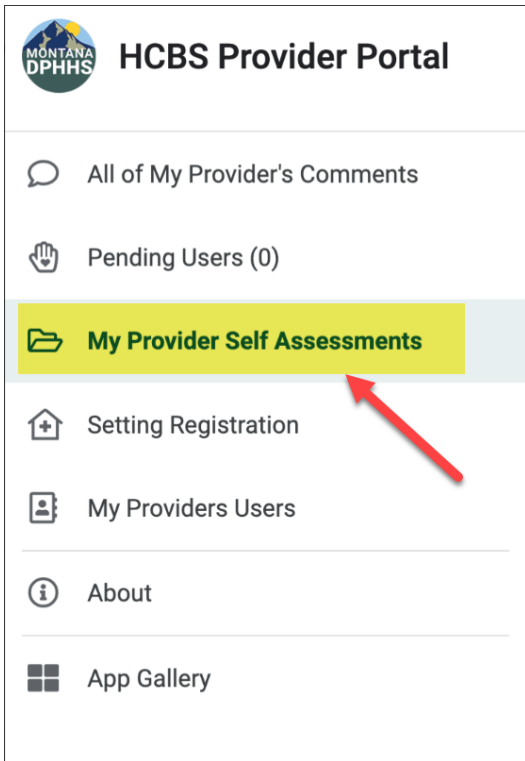 MONTANA
DPHHS
HCBS Provider Portal
All of My Provider's Comments
Pending Users (0)
My Provider Self Assessments
Setting Registration
My Providers Users
About
App Gallery